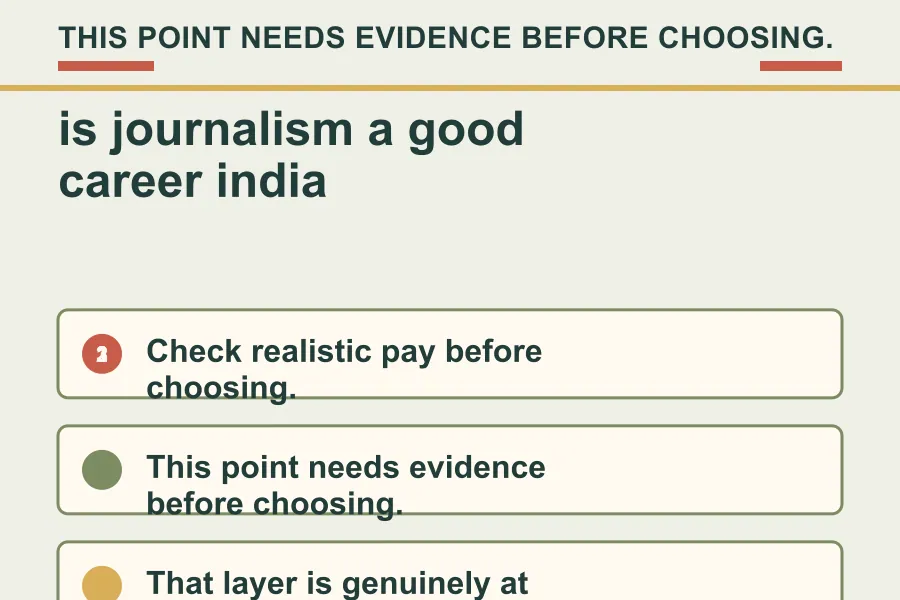 THIS POINT NEEDS EVIDENCE BEFORE CHOOSING.
is journalism a good
career india
Check realistic pay before
choosing.
This point needs evidence
before choosing.
That layer is genuinely at